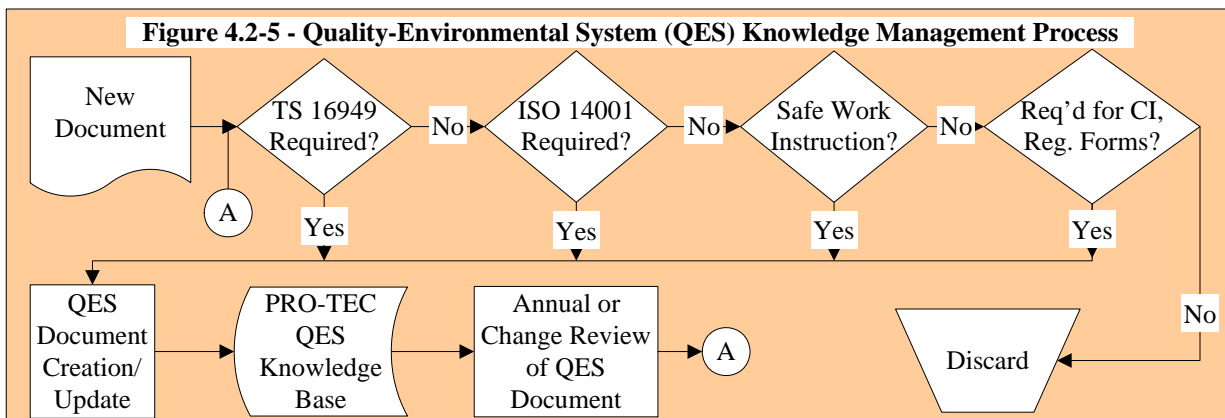 Figure 4.2-5 - Quality-Environmental System (QES) Knowledge Management Process
New
Document
TS 16949
Required?
No
ISO 14001
Required?
No
Safe Work
Instruction?
No
Req’d for CI,
Reg. Forms?
A
Yes
Yes
Yes
Yes
QES
Document
Creation/
Update
PRO-TEC
QES
Knowledge
Base
Annual or
Change Review
of QES
Document
A
Discard
No